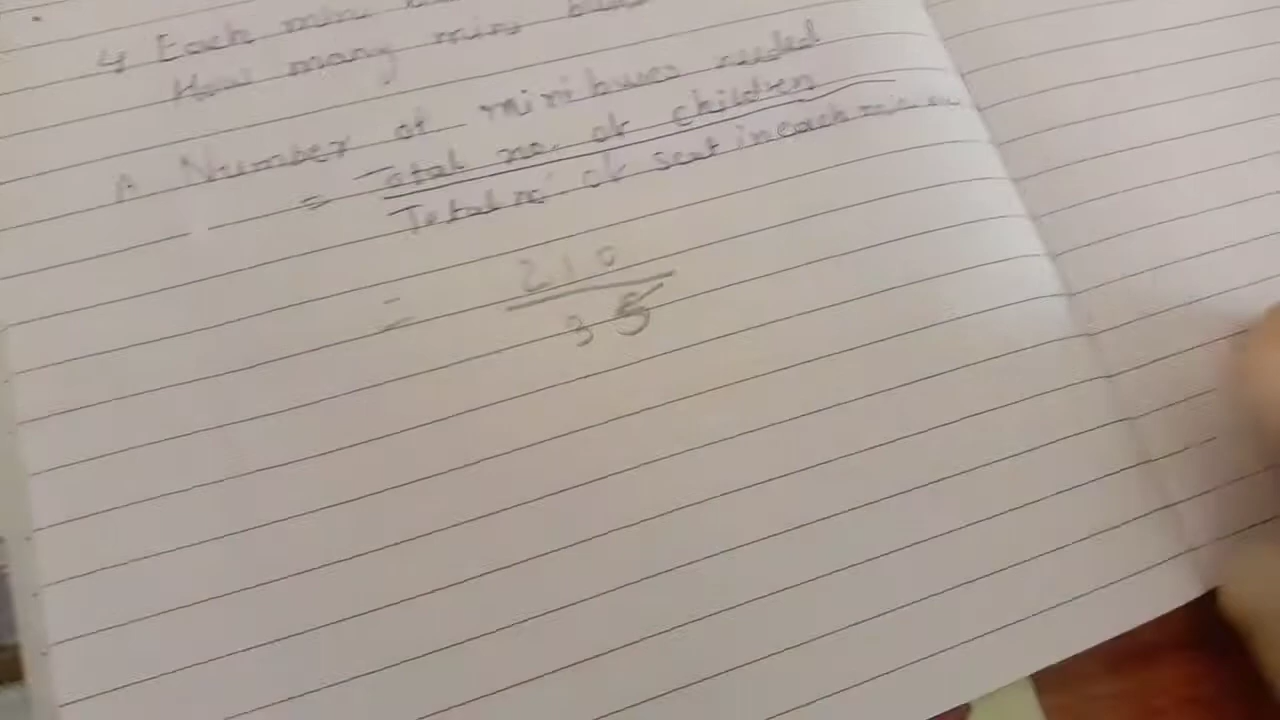 4 Each mini
How many mini
A Number of minibuses needed
= Total no. of children
Total no. of seat in each
= 210
35